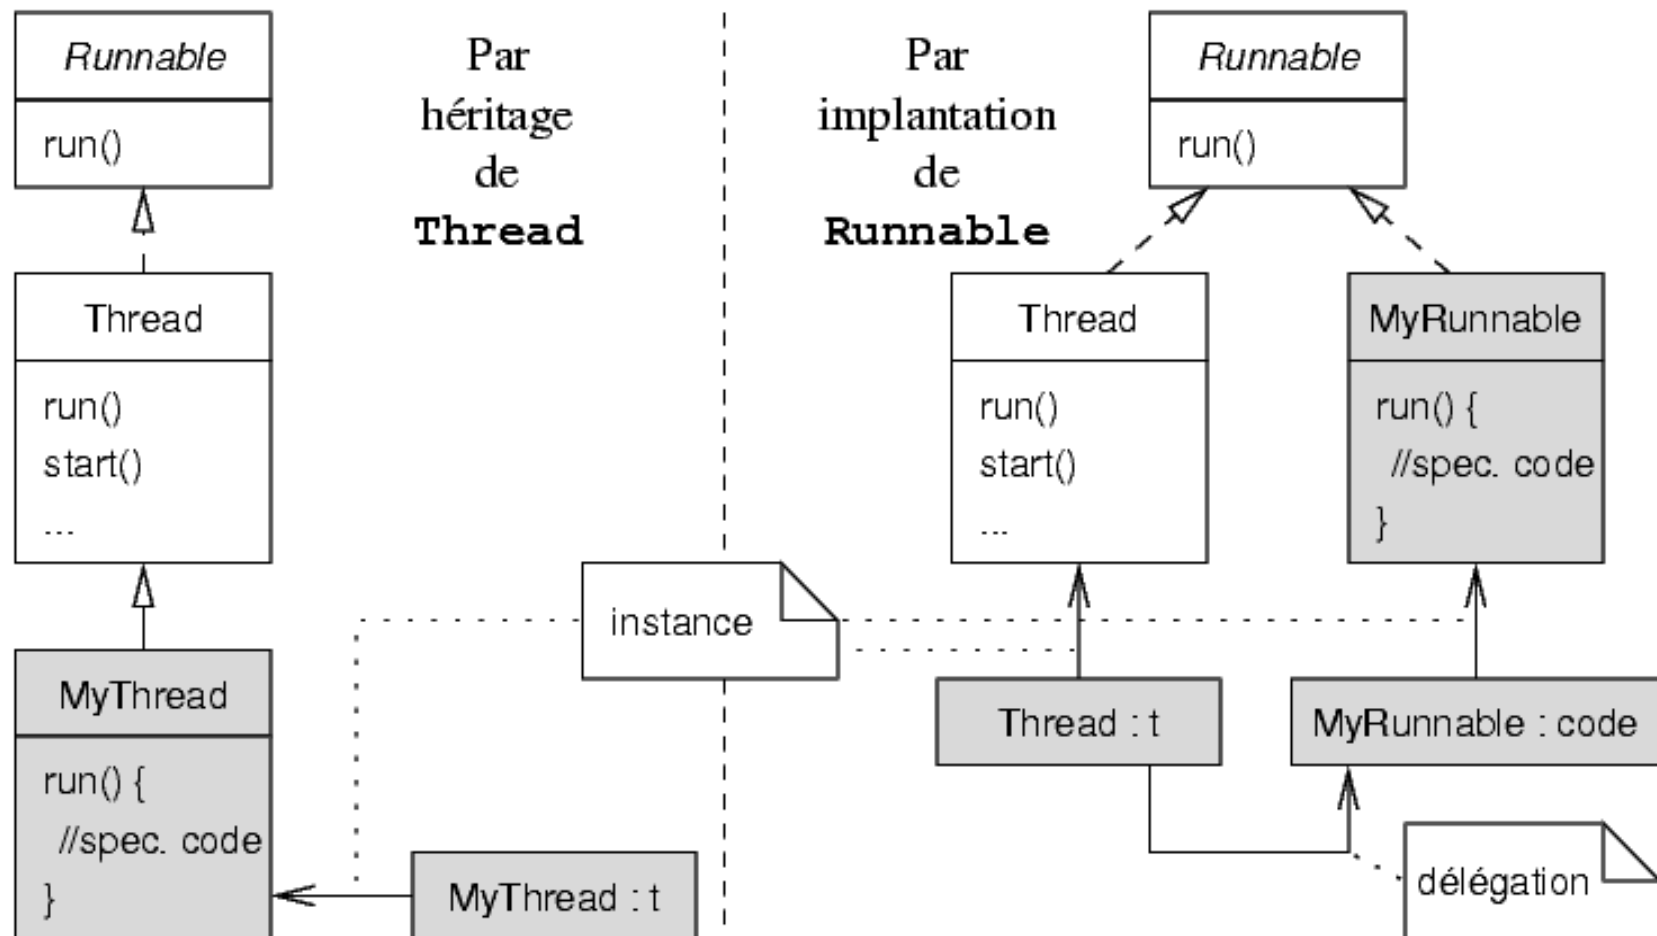 Runnable
run()
Thread
run()
start()
...
MyThread
run() {
//spec. code
}
MyThread : t
Par
héritage
de
Thread
instance
Par
implantation
de
Runnable
Runnable
run()
Thread
run()
start()
...
MyRunnable
run() {
//spec. code
}
Thread : t
MyRunnable : code
délégation